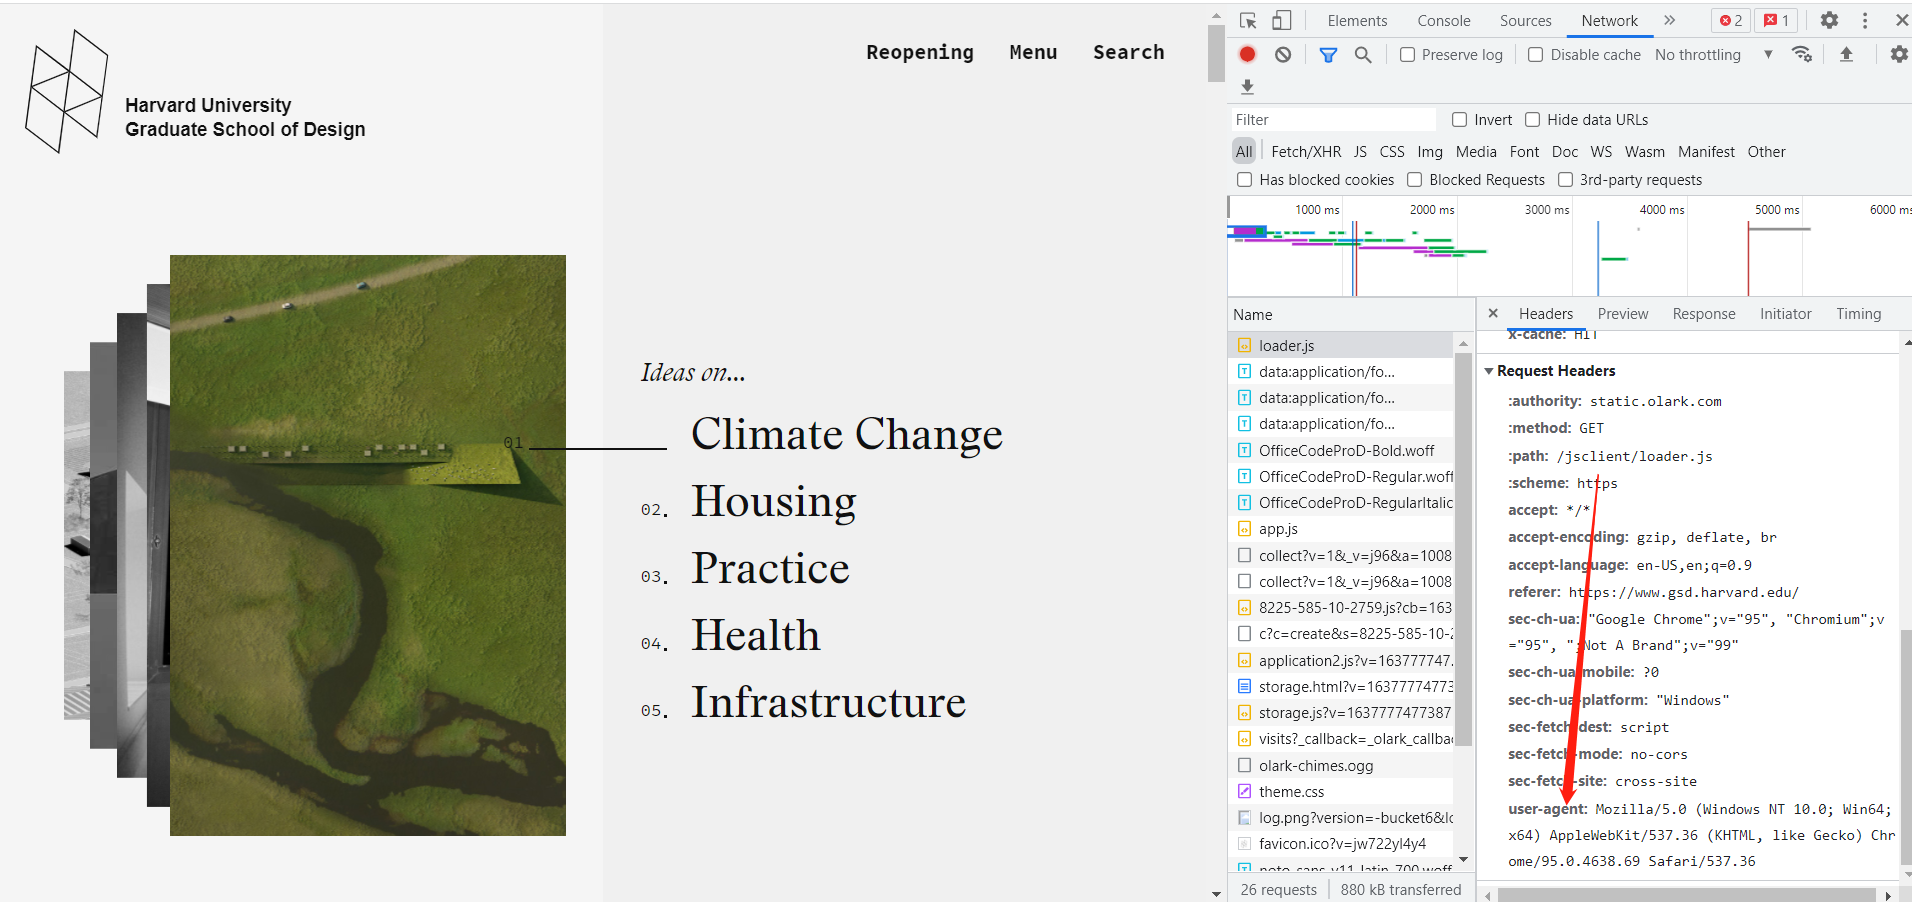 Harvard University
Graduate School of Design
Reopening Menu Search
Ideas on...
01
Climate Change
02. Housing
03. Practice
04. Health
05. Infrastructure
Elements Console Sources Network » 2 1
Preserve log Disable cache No throttling
Filter Invert Hide data URLs
All Fetch/XHR JS CSS Img Media Font Doc WS Wasm Manifest Other
Has blocked cookies Blocked Requests 3rd-party requests
1000 ms 2000 ms 3000 ms 4000 ms 5000 ms 6000 ms
Name
loader.js
data:application/fo...
data:application/fo...
data:application/fo...
OfficeCodeProD-Bold.woff
OfficeCodeProD-Regular.woff
OfficeCodeProD-RegularItalic
app.js
collect?v=1&_v=j96&a=1008
collect?v=1&_v=j96&a=1008
8225-585-10-2759.js?cb=163
c?c=create&s=8225-585-10-2
application2.js?v=163777747.
storage.html?v=16377774773
storage.js?v=1637777477387
visits?_callback=_olark_callba
olark-chimes.ogg
theme.css
log.png?version=-bucket6&lo
favicon.ico?v=jw722yl4y4
noto-sans-v11-latin-700.woff
26 requests 880 kB transferred
Headers Preview Response Initiator Timing
x-cache: HIT
Request Headers
:authority: static.olark.com
:method: GET
:path: /jsclient/loader.js
:scheme: https
accept: */*
accept-encoding: gzip, deflate, br
accept-language: en-US,en;q=0.9
referer: https://www.gsd.harvard.edu/
sec-ch-ua: "Google Chrome";v="95", "Chromium";v
="95", ";Not A Brand";v="99"
sec-ch-ua-mobile: ?0
sec-ch-ua-platform: "Windows"
sec-fetch-dest: script
sec-fetch-mode: no-cors
sec-fetch-site: cross-site
user-agent: Mozilla/5.0 (Windows NT 10.0; Win64;
x64) AppleWebKit/537.36 (KHTML, like Gecko) Chr
ome/95.0.4638.69 Safari/537.36